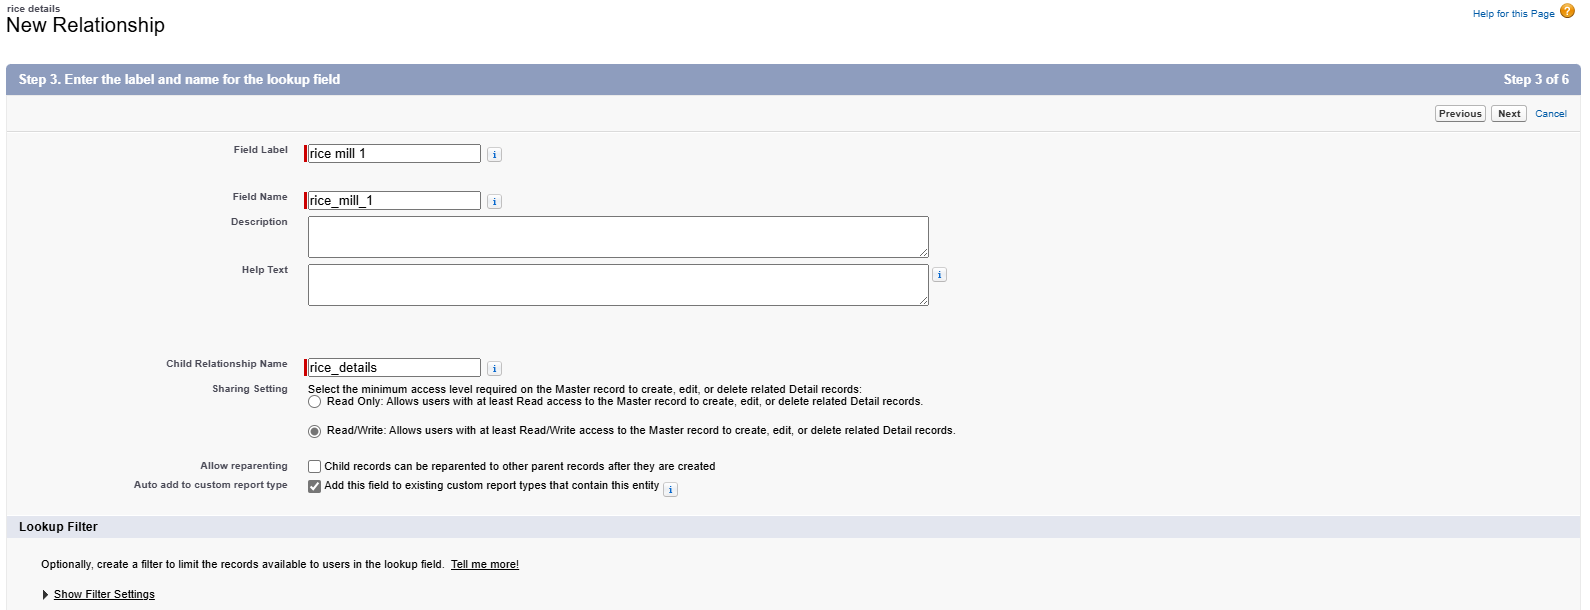 rice details
New Relationship
Help for this Page ?
Step 3. Enter the label and name for the lookup field
Step 3 of 6
Previous Next Cancel
Field Label rice mill 1 i
Field Name rice_mill_1 i
Description
Help Text i
Child Relationship Name rice_details i
Sharing Setting Select the minimum access level required on the Master record to create, edit, or delete related Detail records:
Read Only: Allows users with at least Read access to the Master record to create, edit, or delete related Detail records.
Read/Write: Allows users with at least Read/Write access to the Master record to create, edit, or delete related Detail records.
Allow reparenting Child records can be reparented to other parent records after they are created
Auto add to custom report type Add this field to existing custom report types that contain this entity i
Lookup Filter
Optionally, create a filter to limit the records available to users in the lookup field. Tell me more!
Show Filter Settings